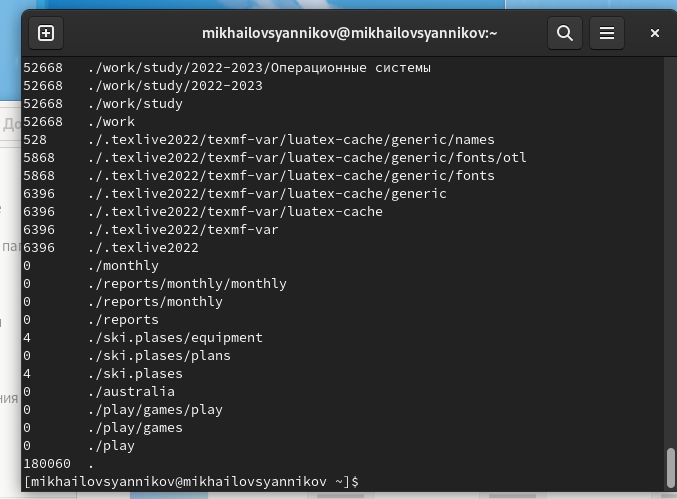 mikhailovsyannikov@mikhailovsyannikov:~
52668 ./work/study/2022-2023/Операционные системы
52668 ./work/study/2022-2023
52668 ./work/study
52668 ./work
528 ./.texlive2022/texmf-var/luatex-cache/generic/names
5868 ./.texlive2022/texmf-var/luatex-cache/generic/fonts/otl
5868 ./.texlive2022/texmf-var/luatex-cache/generic/fonts
6396 ./.texlive2022/texmf-var/luatex-cache/generic
6396 ./.texlive2022/texmf-var/luatex-cache
6396 ./.texlive2022/texmf-var
6396 ./.texlive2022
0 ./monthly
0 ./reports/monthly/monthly
0 ./reports/monthly
0 ./reports
4 ./ski.plases/equipment
0 ./ski.plases/plans
4 ./ski.plases
0 ./australia
0 ./play/games/play
0 ./play/games
0 ./play
180060 .
[mikhailovsyannikov@mikhailovsyannikov ~]$